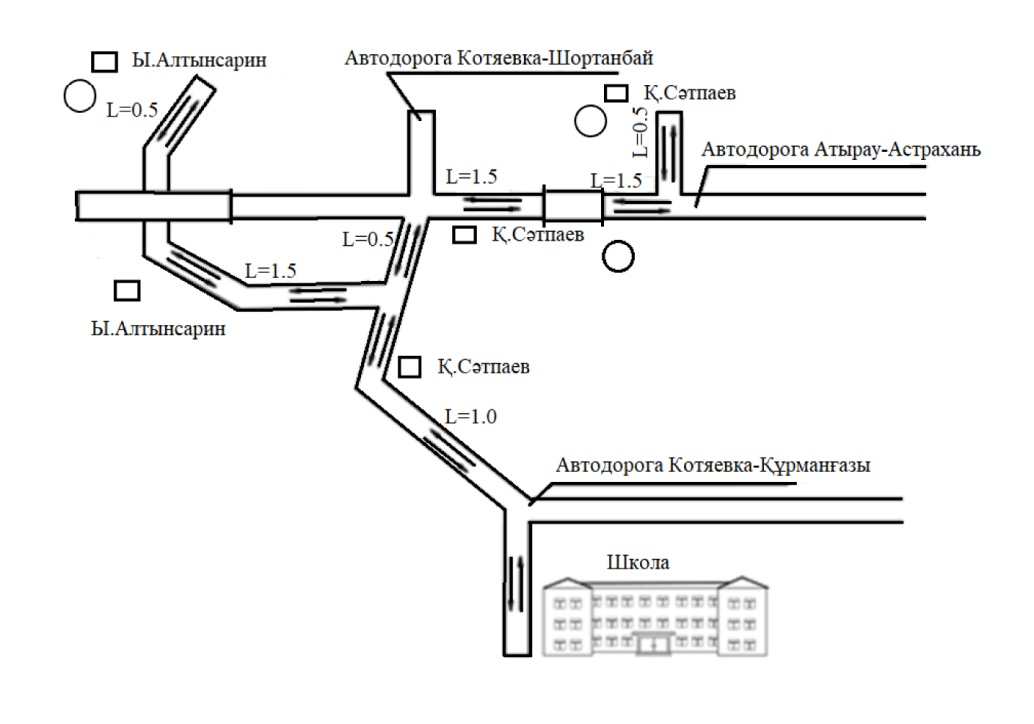 Ы.Алтынсарин
Автодорога Котяевка-Шортанбай
Қ.Сәтпаев
L=0.5
L=0.5
Автодорога Атырау-Астрахань
L=1.5
L=1.5
Қ.Сәтпаев
L=0.5
L=1.5
Ы.Алтынсарин
Қ.Сәтпаев
L=1.0
Автодорога Котяевка-Құрманғазы
Школа